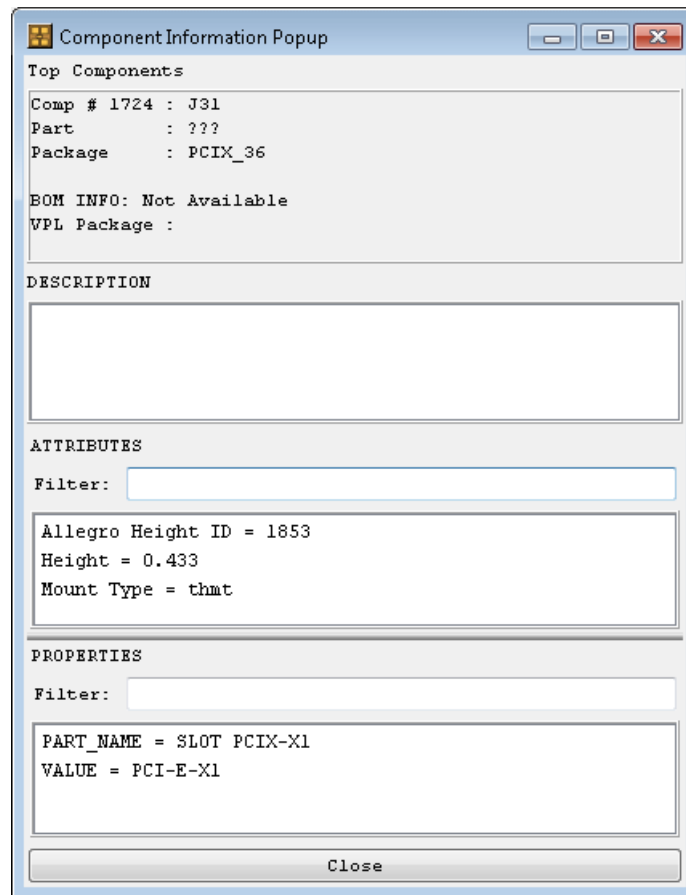 Component Information Popup
Top Components
Comp # 1724 : J31
Part : ???
Package : PCIX_36
BOM INFO: Not Available
VPL Package :
DESCRIPTION
ATTRIBUTES
Filter:
Allegro Height ID = 1853
Height = 0.433
Mount Type = thmt
PROPERTIES
Filter:
PART_NAME = SLOT PCIX-X1
VALUE = PCI-E-X1
Close